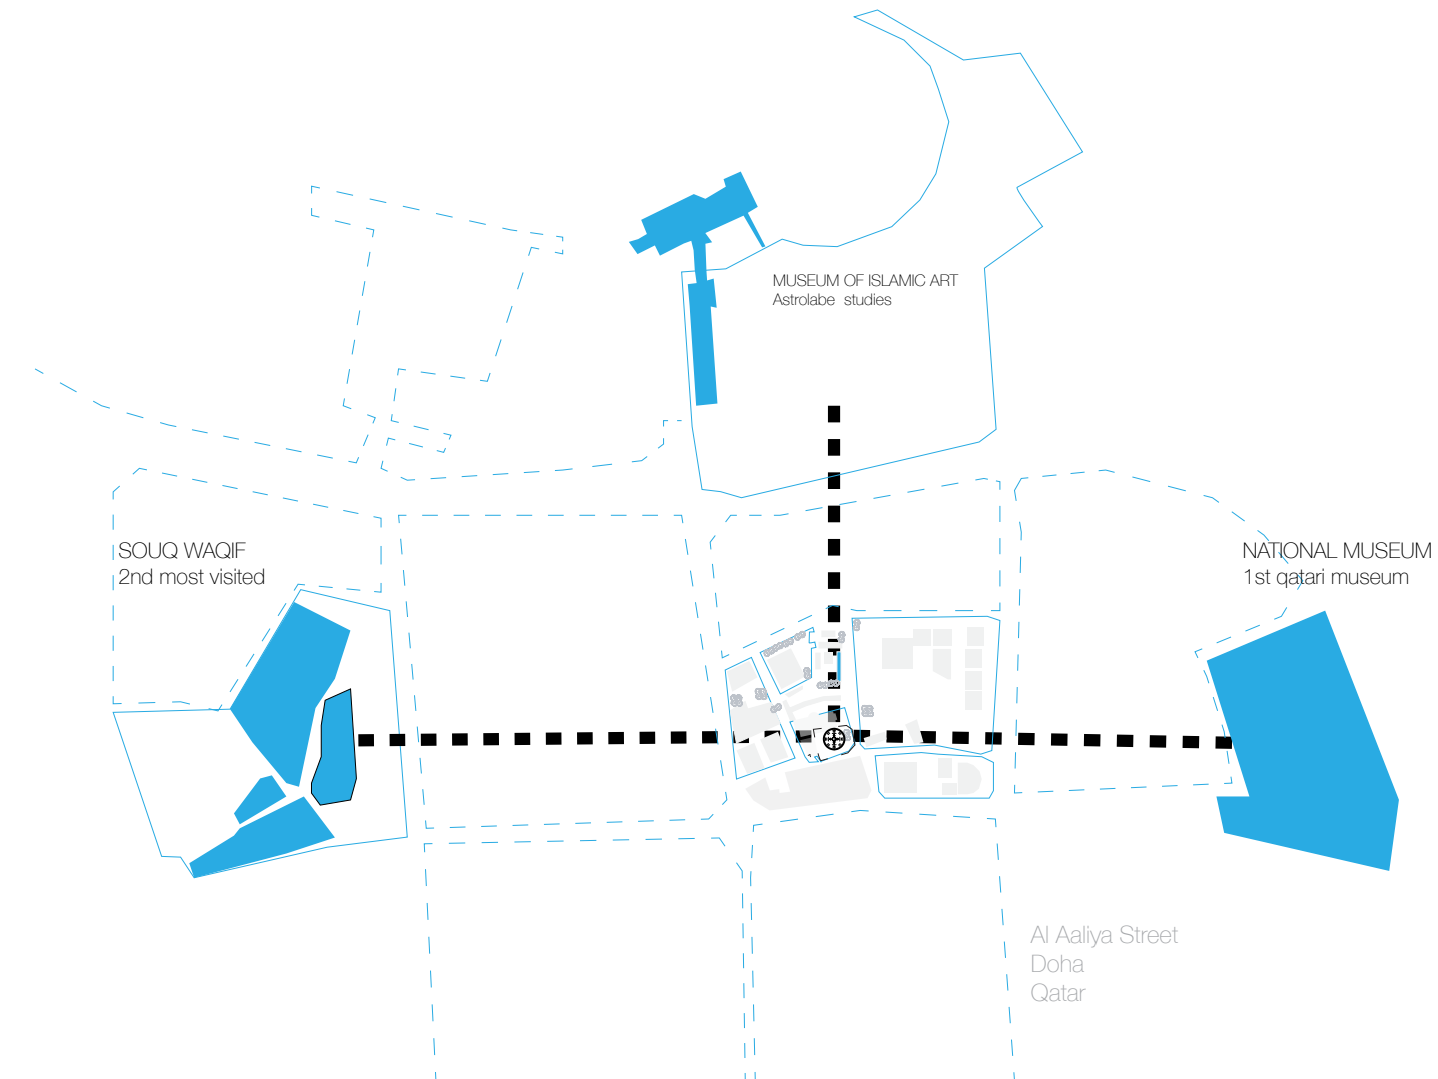 MUSEUM OF ISLAMIC ART
Astrolabe studies
SOUQ WAQIF
2nd most visited
NATIONAL MUSEUM
1st qatari museum
Al Aaliya Street
Doha
Qatar